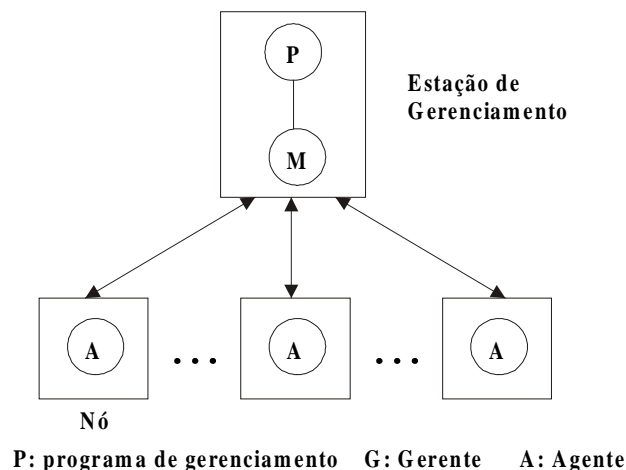 P
Estação de
Gerenciamento
M
A
...
A
...
A
Nó
P: programa de gerenciamento G: Gerente A: Agente